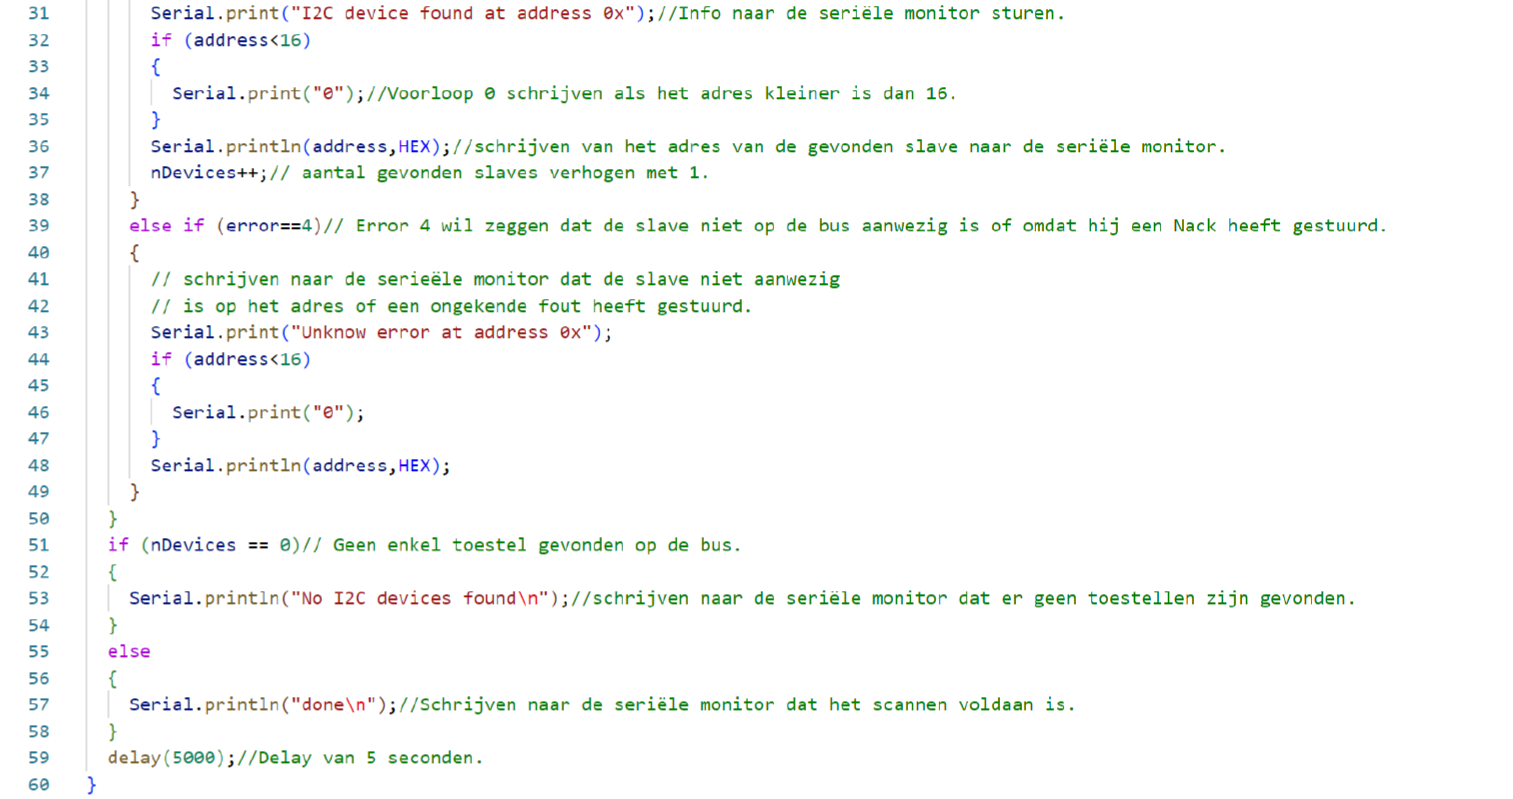 31 Serial.print("I2C device found at address 0x");//Info naar de seriële monitor sturen.
32 if (address<16)
33 {
34 Serial.print("0");//Voorloop 0 schrijven als het adres kleiner is dan 16.
35 }
36 Serial.println(address,HEX);//schrijven van het adres van de gevonden slave naar de seriële monitor.
37 nDevices++;// aantal gevonden slaves verhogen met 1.
38 }
39 else if (error==4)// Error 4 wil zeggen dat de slave niet op de bus aanwezig is of omdat hij een Nack heeft gestuurd.
40 {
41 // schrijven naar de serieële monitor dat de slave niet aanwezig
42 // is op het adres of een ongekende fout heeft gestuurd.
43 Serial.print("Unknow error at address 0x");
44 if (address<16)
45 {
46 Serial.print("0");
47 }
48 Serial.println(address,HEX);
49 }
50 }
51 if (nDevices == 0)// Geen enkel toestel gevonden op de bus.
52 {
53 Serial.println("No I2C devices found\n");//schrijven naar de seriële monitor dat er geen toestellen zijn gevonden.
54 }
55 else
56 {
57 Serial.println("done\n");//Schrijven naar de seriële monitor dat het scannen voldaan is.
58 }
59 delay(5000);//Delay van 5 seconden.
60 }